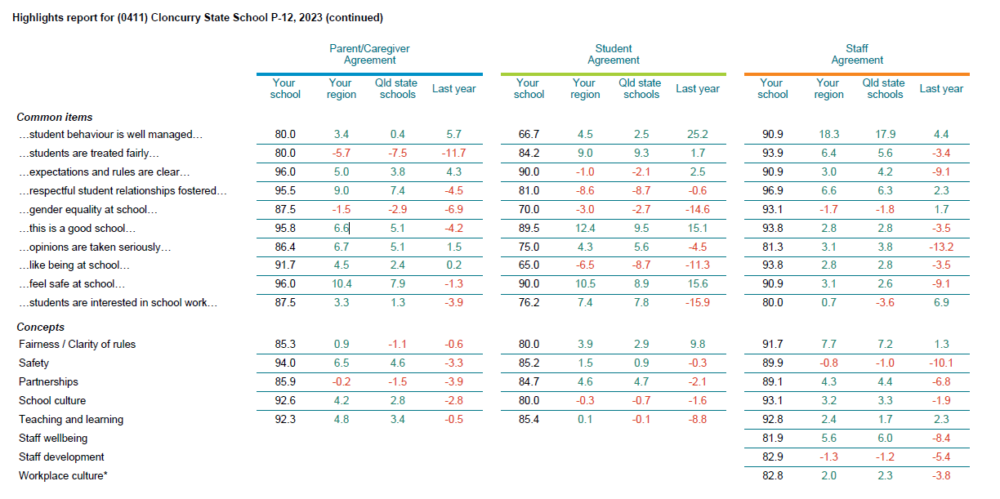 Highlights report for (0411) Cloncurry State School P-12, 2023 (continued)
Parent/Caregiver Agreement Student Agreement Staff Agreement
Your school Your region Qld state schools Last year Your school Your region Qld state schools Last year Your school Your region Qld state schools Last year
Common items
…student behaviour is well managed… 80.0 3.4 0.4 5.7 66.7 4.5 2.5 25.2 90.9 18.3 17.9 4.4
…students are treated fairly… 80.0 -5.7 -7.5 -11.7 84.2 9.0 9.3 1.7 93.9 6.4 5.6 -3.4
…expectations and rules are clear… 96.0 5.0 3.8 4.3 90.0 -1.0 -2.1 2.5 90.9 3.0 4.2 -9.1
…respectful student relationships fostered… 95.5 9.0 7.4 -4.5 81.0 -8.6 -8.7 -0.6 96.9 6.6 6.3 2.3
…gender equality at school… 87.5 -1.5 -2.9 -6.9 70.0 -3.0 -2.7 -14.6 93.1 -1.7 -1.8 1.7
…this is a good school… 95.8 6.6 5.1 -4.2 89.5 12.4 9.5 15.1 93.8 2.8 2.8 -3.5
…opinions are taken seriously… 86.4 6.7 5.1 1.5 75.0 4.3 5.6 -4.5 81.3 3.1 3.8 -13.2
…like being at school… 91.7 4.5 2.4 0.2 65.0 -6.5 -8.7 -11.3 93.8 2.8 2.8 -3.5
…feel safe at school… 96.0 10.4 7.9 -1.3 90.0 10.5 8.9 15.6 90.9 3.1 2.6 -9.1
…students are interested in school work… 87.5 3.3 1.3 -3.9 76.2 7.4 7.8 -15.9 80.0 0.7 -3.6 6.9
Concepts
Fairness / Clarity of rules 85.3 0.9 -1.1 -0.6 80.0 3.9 2.9 9.8 91.7 7.7 7.2 1.3
Safety 94.0 6.5 4.6 -3.3 85.2 1.5 0.9 -0.3 89.9 -0.8 -1.0 -10.1
Partnerships 85.9 -0.2 -1.5 -3.9 84.7 4.6 4.7 -2.1 89.1 4.3 4.4 -6.8
School culture 92.6 4.2 2.8 -2.8 80.0 -0.3 -0.7 -1.6 93.1 3.2 3.3 -1.9
Teaching and learning 92.3 4.8 3.4 -0.5 85.4 0.1 -0.1 -8.8 92.8 2.4 1.7 2.3
Staff wellbeing 81.9 5.6 6.0 -8.4
Staff development 82.9 -1.3 -1.2 -5.4
Workplace culture* 82.8 2.0 2.3 -3.8